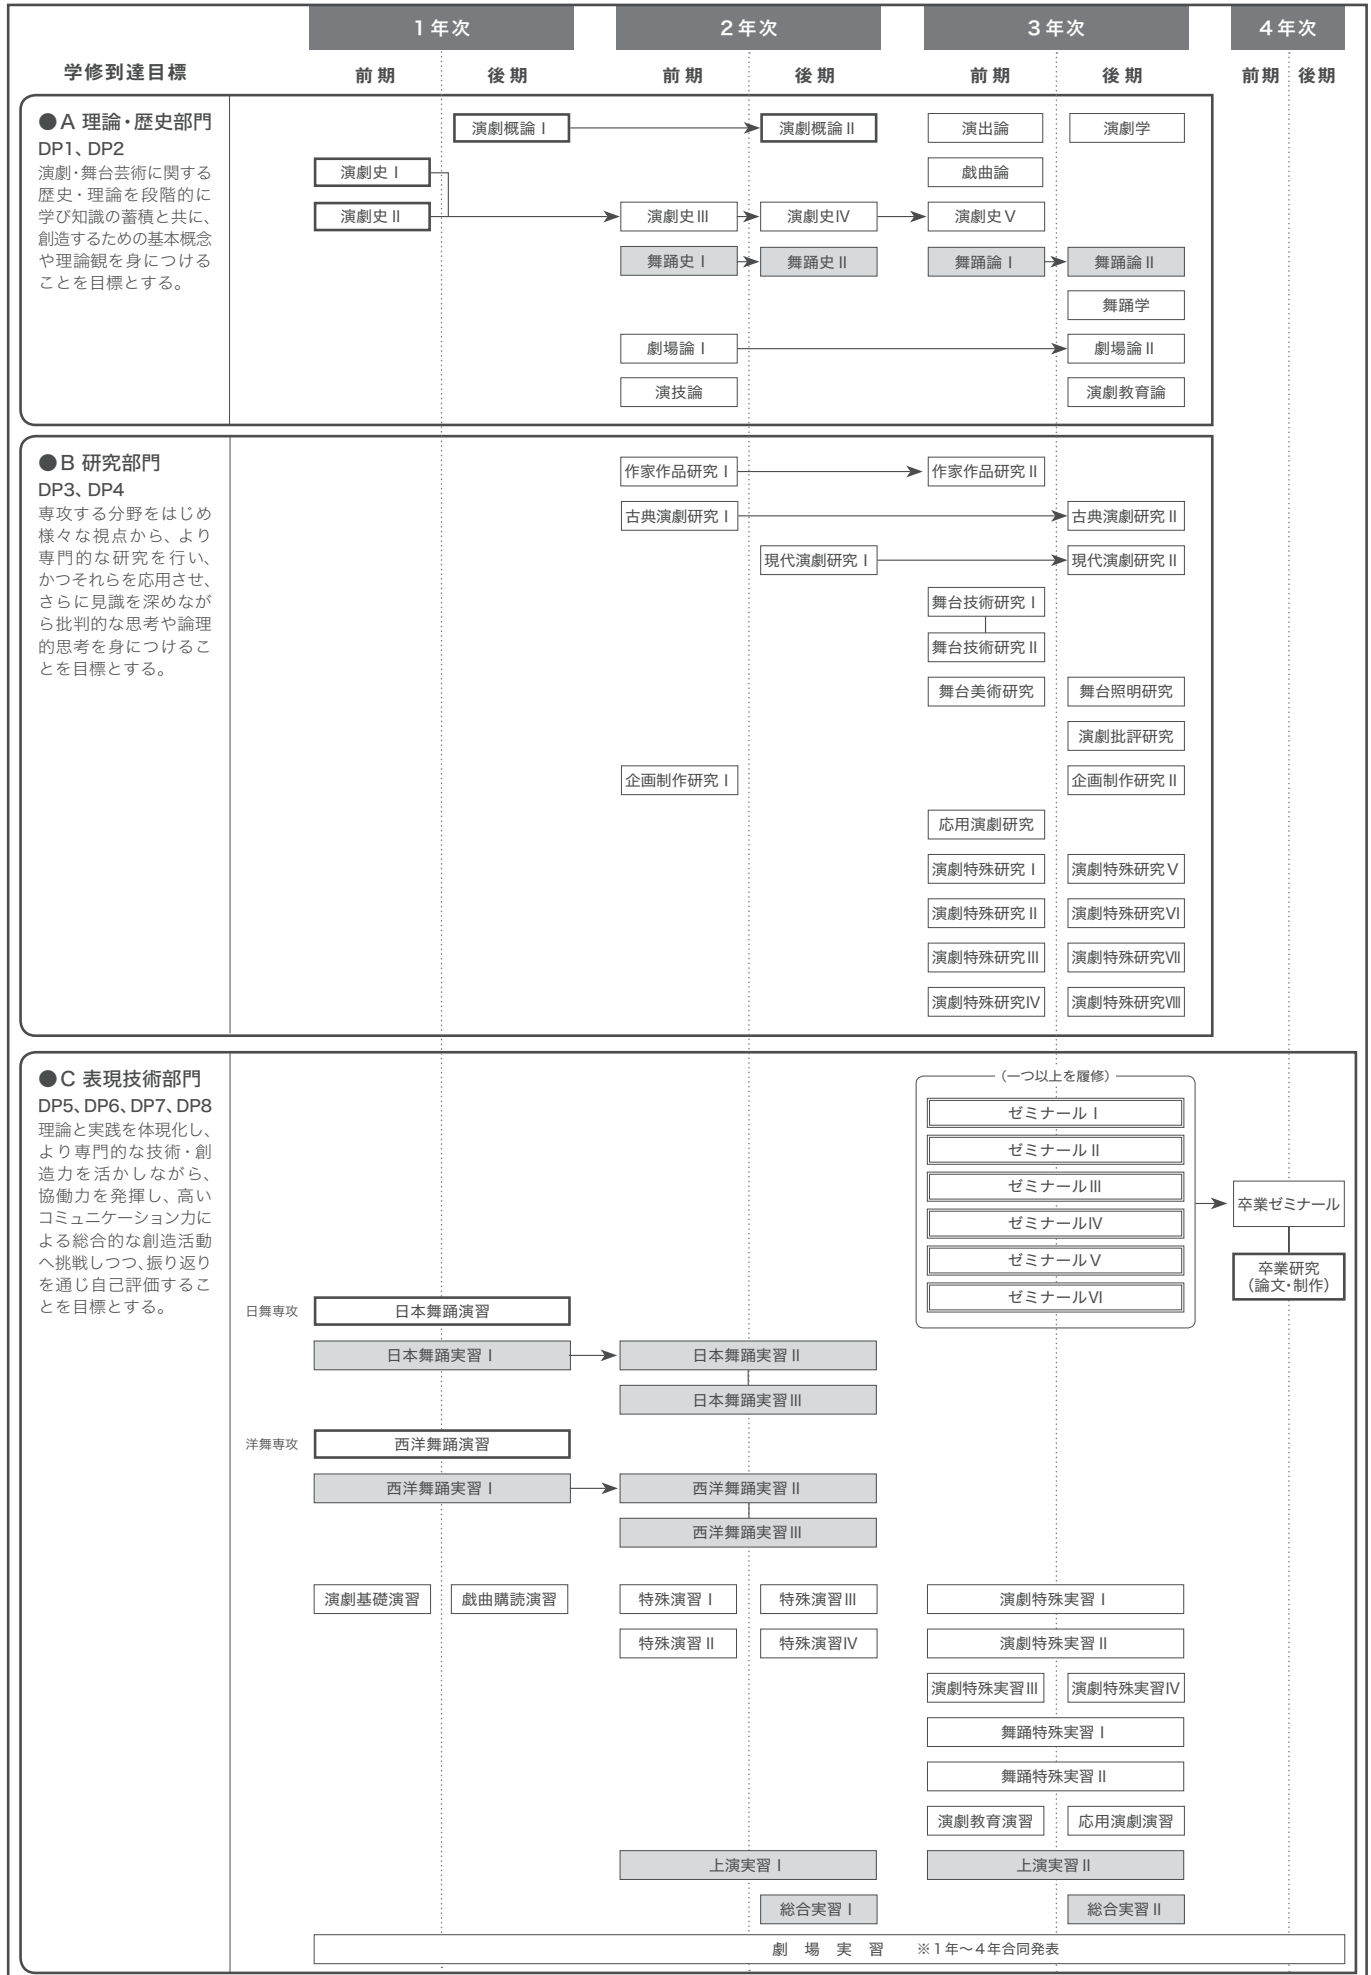 1年次 2年次 3年次 4年次
学修到達目標 前期 後期 前期 後期 前期 後期 前期 後期
●A 理論・歴史部門
DP1、DP2
演劇・舞台芸術に関する
歴史・理論を段階的に
学び知識の蓄積と共に、
創造するための基本概念
や理論観を身につける
ことを目標とする。
演劇概論Ⅰ 演劇概論Ⅱ 演出論 演劇学
演劇史Ⅰ 戯曲論
演劇史Ⅱ 演劇史Ⅲ 演劇史Ⅳ 演劇史Ⅴ
舞踊史Ⅰ 舞踊史Ⅱ 舞踊論Ⅰ 舞踊論Ⅱ
舞踊学
劇場論Ⅰ 劇場論Ⅱ
演技論 演劇教育論
●B 研究部門
DP3、DP4
専攻する分野をはじめ
様々な視点から、より
専門的な研究を行い、
かつそれらを応用させ、
さらに見識を深めなが
ら批判的な思考や論理
的思考を身につけるこ
とを目標とする。
作家作品研究Ⅰ 作家作品研究Ⅱ
古典演劇研究Ⅰ 古典演劇研究Ⅱ
現代演劇研究Ⅰ 現代演劇研究Ⅱ
舞台技術研究Ⅰ
舞台技術研究Ⅱ
舞台美術研究 舞台照明研究
演劇批評研究
企画制作研究Ⅰ 企画制作研究Ⅱ
応用演劇研究
演劇特殊研究Ⅰ 演劇特殊研究Ⅴ
演劇特殊研究Ⅱ 演劇特殊研究Ⅵ
演劇特殊研究Ⅲ 演劇特殊研究Ⅶ
演劇特殊研究Ⅳ 演劇特殊研究Ⅷ
●C 表現技術部門
DP5、DP6、DP7、DP8
理論と実践を体現化し、
より専門的な技術・創
造力を活かしながら、
協働力を発揮し、高い
コミュニケーション力に
よる総合的な創造活動
へ挑戦しつつ、振り返り
を通じ自己評価するこ
とを目標とする。
(一つ以上を履修)
ゼミナールⅠ
ゼミナールⅡ
ゼミナールⅢ
ゼミナールⅣ
ゼミナールⅤ
ゼミナールⅥ
卒業ゼミナール
卒業研究
(論文・制作)
日舞専攻 日本舞踊演習
日本舞踊実習Ⅰ 日本舞踊実習Ⅱ
日本舞踊実習Ⅲ
洋舞専攻 西洋舞踊演習
西洋舞踊実習Ⅰ 西洋舞踊実習Ⅱ
西洋舞踊実習Ⅲ
演劇基礎演習 戯曲購読演習 特殊演習Ⅰ 特殊演習Ⅲ 演劇特殊実習Ⅰ
特殊演習Ⅱ 特殊演習Ⅳ 演劇特殊実習Ⅱ
演劇特殊実習Ⅲ 演劇特殊実習Ⅳ
舞踊特殊実習Ⅰ
舞踊特殊実習Ⅱ
演劇教育演習 応用演劇演習
上演実習Ⅰ 上演実習Ⅱ
総合実習Ⅰ 総合実習Ⅱ
劇場実習 ※1年〜4年合同発表